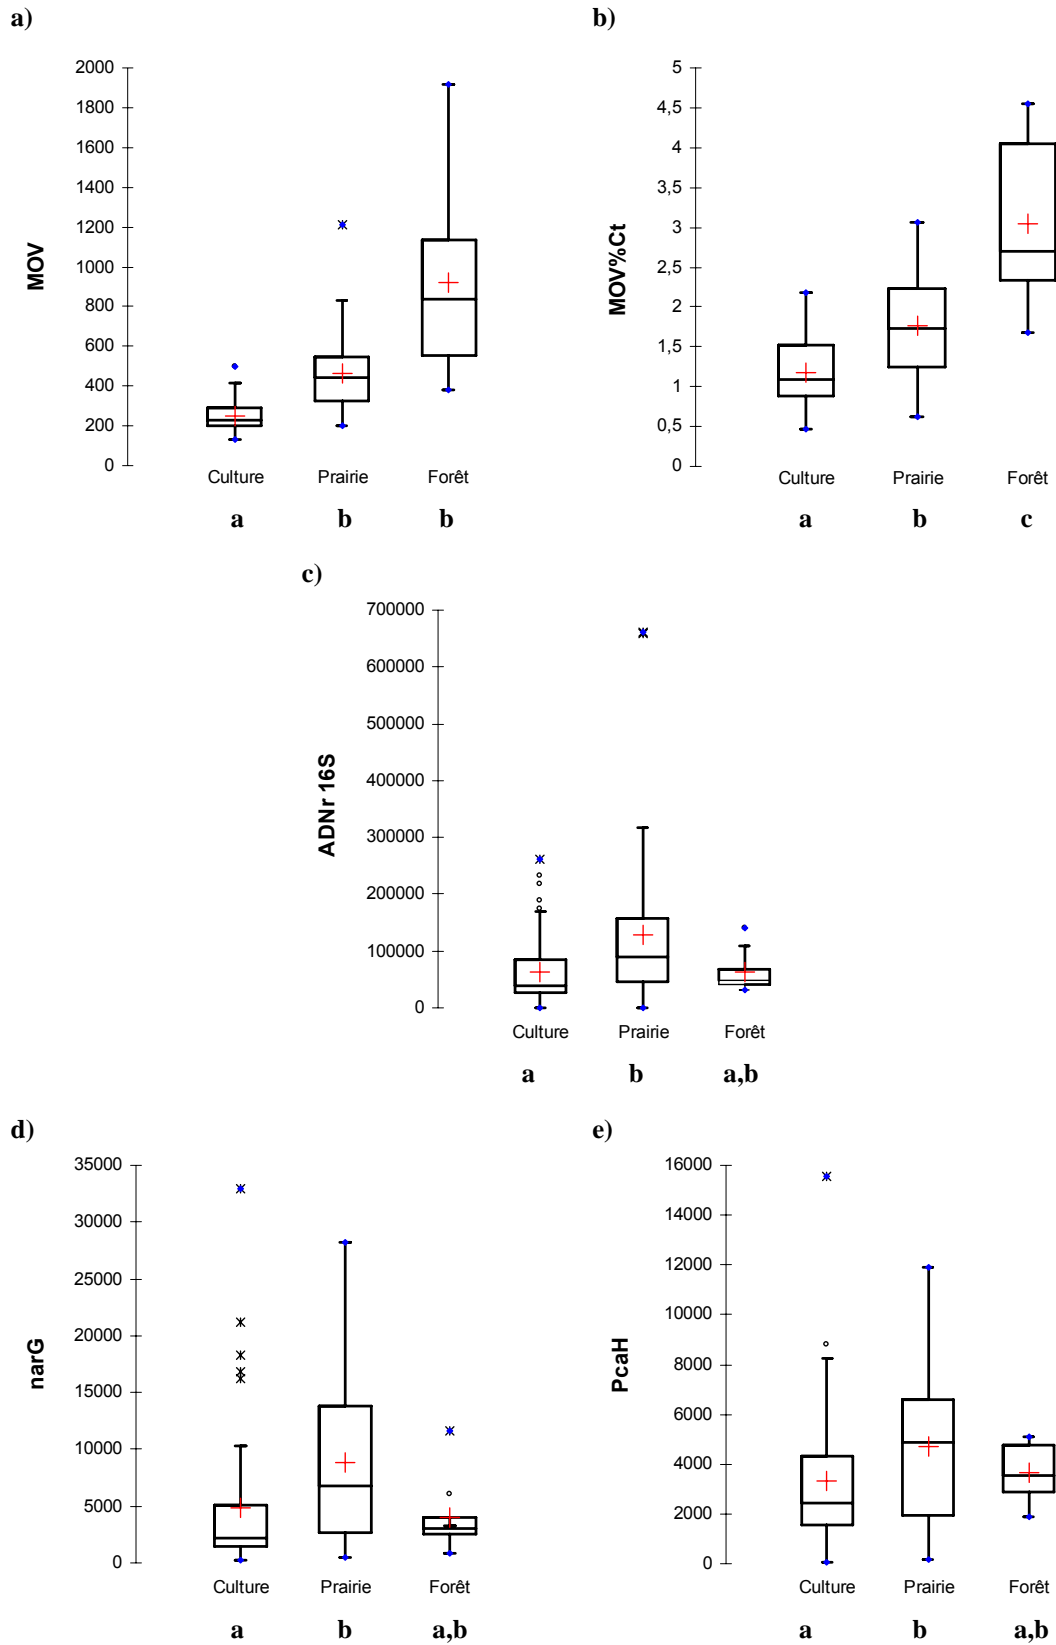 a)
2000
1800
1600
1400
1200
1000
800
600
400
200
0
MOV
Culture Prairie Forêt
a b b
b)
5
4,5
4
3,5
3
2,5
2
1,5
1
0,5
0
MOV%Ct
Culture Prairie Forêt
a b c
c)
700000
600000
500000
400000
300000
200000
100000
0
ADNr 16S
Culture Prairie Forêt
a b a,b
d)
35000
30000
25000
20000
15000
10000
5000
0
narG
Culture Prairie Forêt
a b a,b
e)
16000
14000
12000
10000
8000
6000
4000
2000
0
PcaH
Culture Prairie Forêt
a b a,b